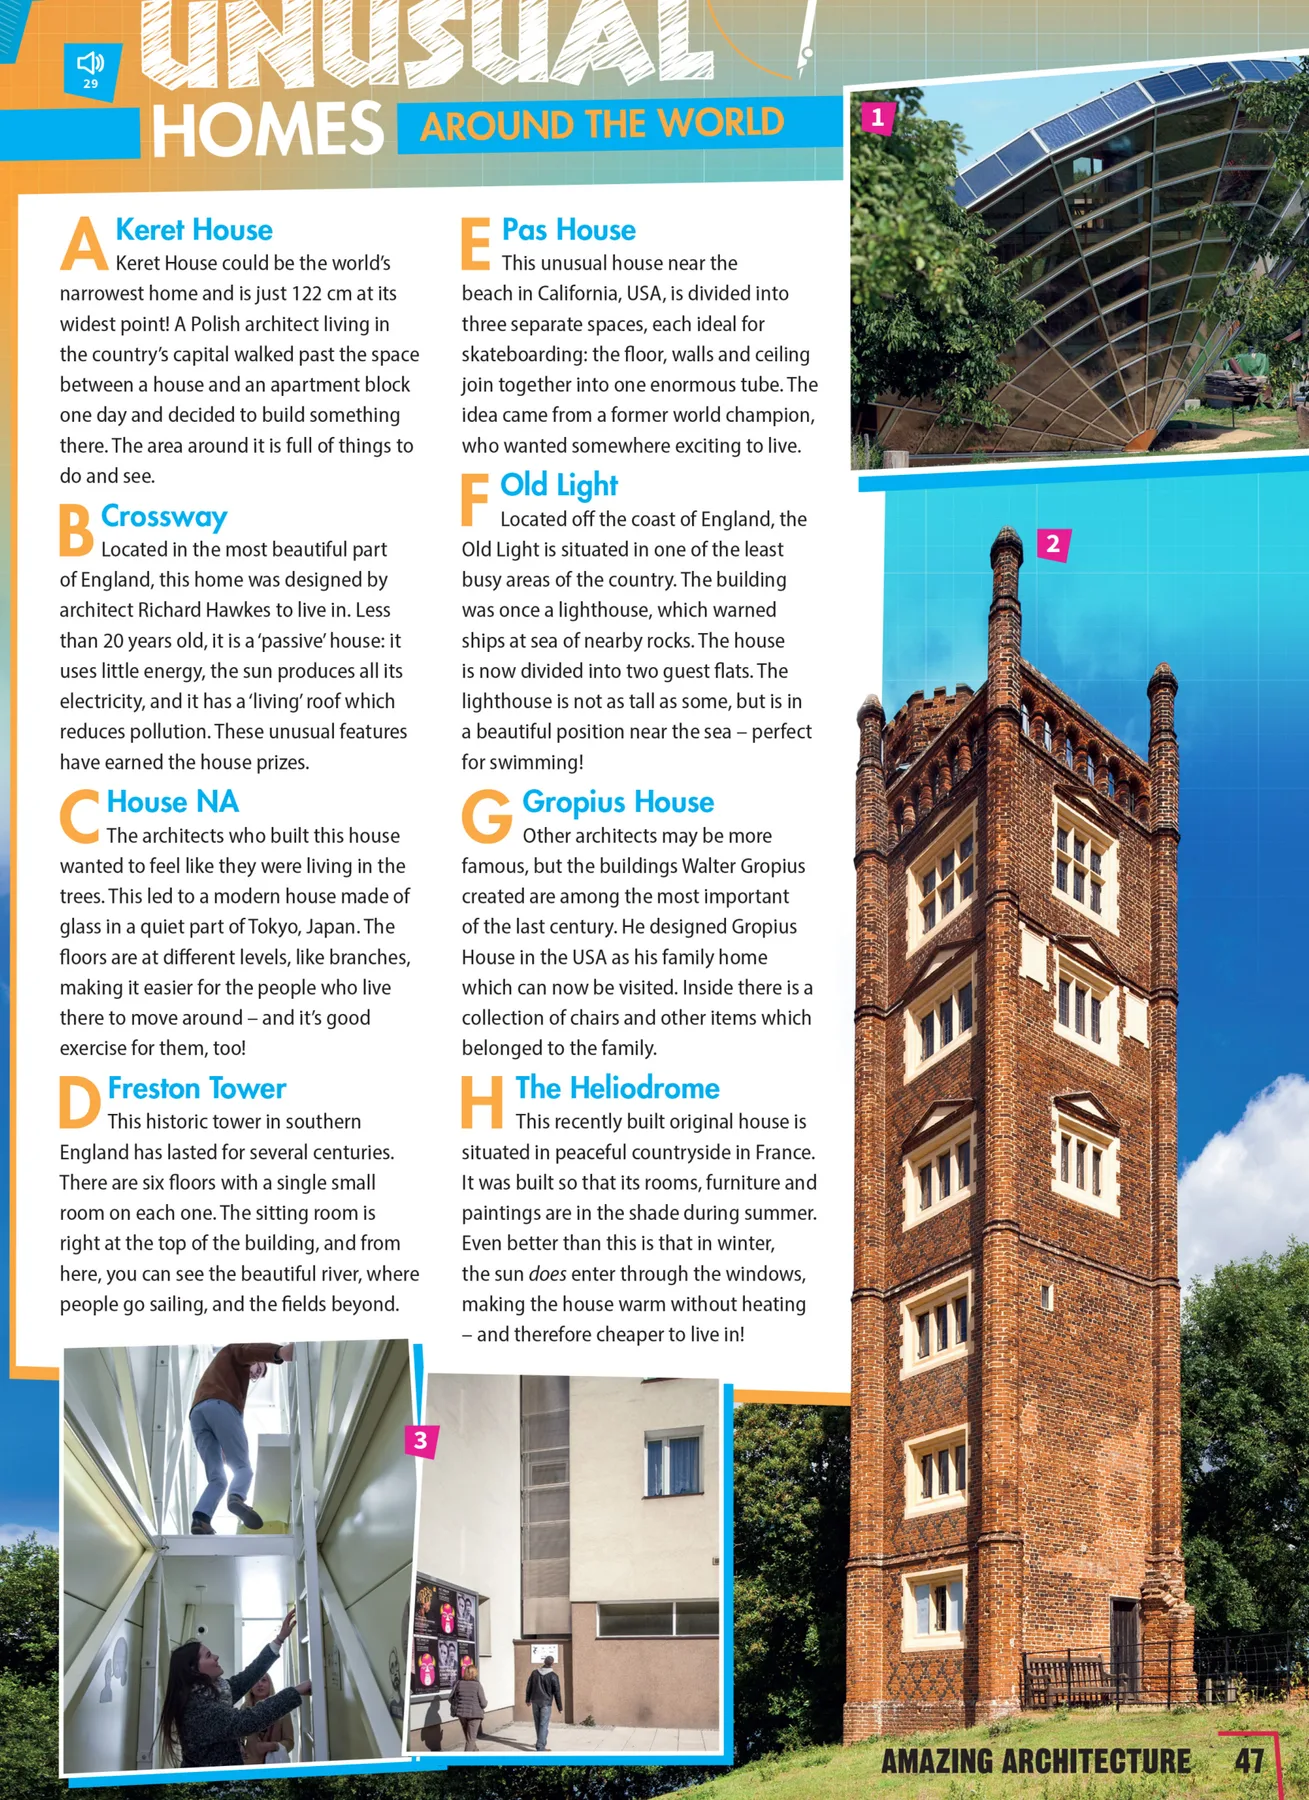 UNUSUAL
29
HOMES AROUND THE WORLD
A Keret House
Keret House could be the world's
narrowest home and is just 122 cm at its
widest point! A Polish architect living in
the country's capital walked past the space
between a house and an apartment block
one day and decided to build something
there. The area around it is full of things to
do and see.
B Crossway
Located in the most beautiful part
of England, this home was designed by
architect Richard Hawkes to live in. Less
than 20 years old, it is a 'passive' house: it
uses little energy, the sun produces all its
electricity, and it has a 'living' roof which
reduces pollution. These unusual features
have earned the house prizes.
C House NA
The architects who built this house
wanted to feel like they were living in the
trees. This led to a modern house made of
glass in a quiet part of Tokyo, Japan. The
floors are at different levels, like branches,
making it easier for the people who live
there to move around – and it's good
exercise for them, too!
D Freston Tower
This historic tower in southern
England has lasted for several centuries.
There are six floors with a single small
room on each one. The sitting room is
right at the top of the building, and from
here, you can see the beautiful river, where
people go sailing, and the fields beyond.
E Pas House
This unusual house near the
beach in California, USA, is divided into
three separate spaces, each ideal for
skateboarding: the floor, walls and ceiling
join together into one enormous tube. The
idea came from a former world champion,
who wanted somewhere exciting to live.
F Old Light
Located off the coast of England, the
Old Light is situated in one of the least
busy areas of the country. The building
was once a lighthouse, which warned
ships at sea of nearby rocks. The house
is now divided into two guest flats. The
lighthouse is not as tall as some, but is in
a beautiful position near the sea – perfect
for swimming!
G Gropius House
Other architects may be more
famous, but the buildings Walter Gropius
created are among the most important
of the last century. He designed Gropius
House in the USA as his family home
which can now be visited. Inside there is a
collection of chairs and other items which
belonged to the family.
H The Heliodrome
This recently built original house is
situated in peaceful countryside in France.
It was built so that its rooms, furniture and
paintings are in the shade during summer.
Even better than this is that in winter,
the sun does enter through the windows,
making the house warm without heating
– and therefore cheaper to live in!
1
2
3
AMAZING ARCHITECTURE 47